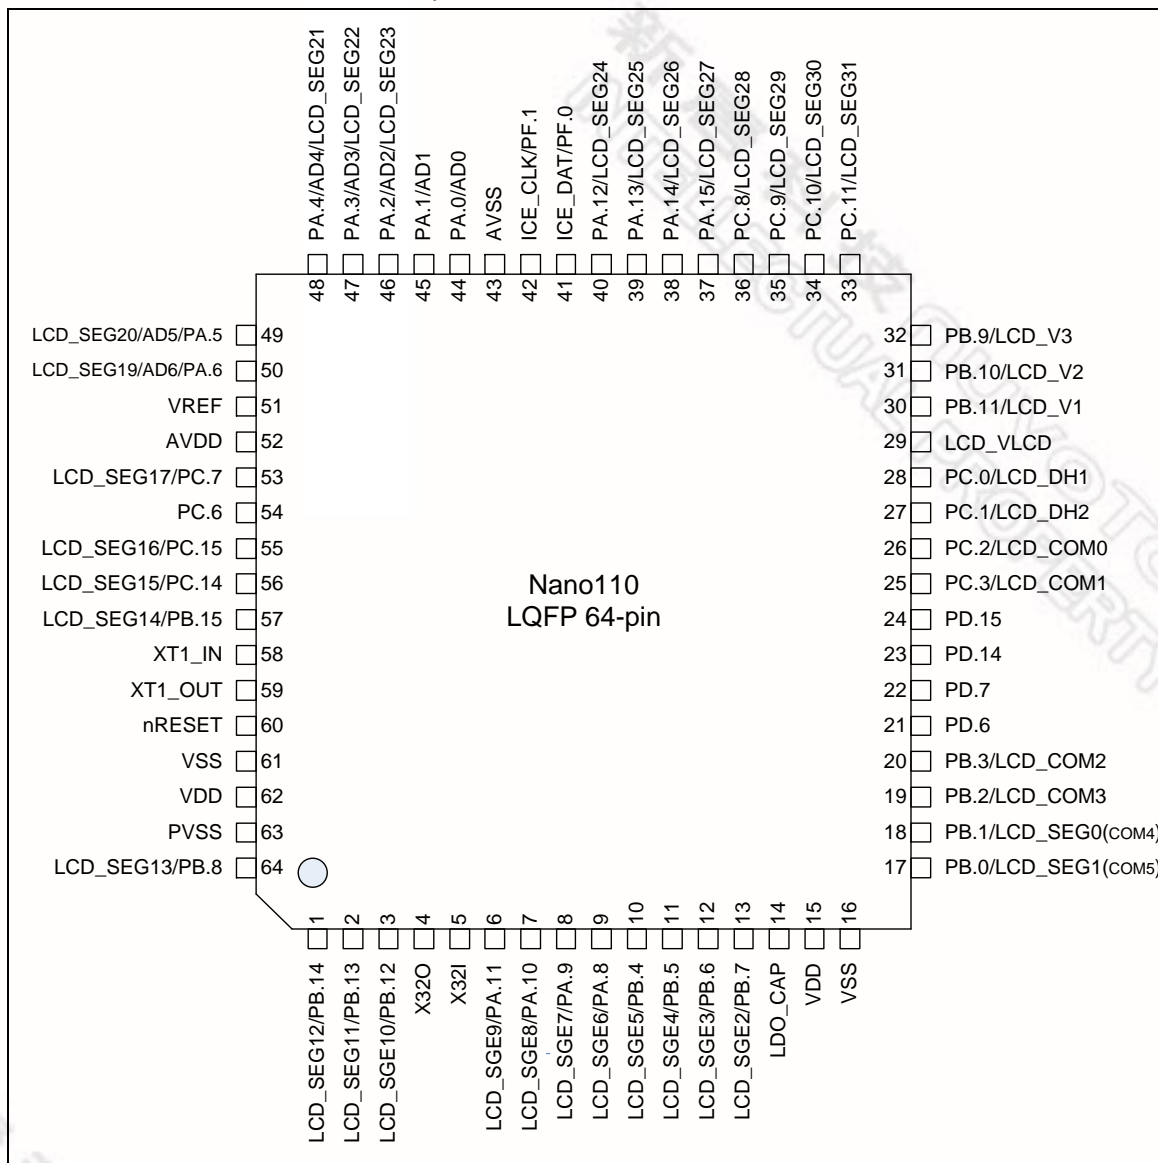 PA.4/AD4/LCD_SEG21
PA.3/AD3/LCD_SEG22
PA.2/AD2/LCD_SEG23
PA.1/AD1
PA.0/AD0
AVSS
ICE_CLK/PF.1
ICE_DAT/PF.0
PA.12/LCD_SEG24
PA.13/LCD_SEG25
PA.14/LCD_SEG26
PA.15/LCD_SEG27
PC.8/LCD_SEG28
PC.9/LCD_SEG29
PC.10/LCD_SEG30
PC.11/LCD_SEG31
48 47 46 45 44 43 42 41 40 39 38 37 36 35 34 33
LCD_SEG20/AD5/PA.5 49
LCD_SEG19/AD6/PA.6 50
VREF 51
AVDD 52
LCD_SEG17/PC.7 53
PC.6 54
LCD_SEG16/PC.15 55
LCD_SEG15/PC.14 56
LCD_SEG14/PB.15 57
XT1_IN 58
XT1_OUT 59
nRESET 60
VSS 61
VDD 62
PVSS 63
LCD_SEG13/PB.8 64
Nano110
LQFP 64-pin
32 PB.9/LCD_V3
31 PB.10/LCD_V2
30 PB.11/LCD_V1
29 LCD_VLCD
28 PC.0/LCD_DH1
27 PC.1/LCD_DH2
26 PC.2/LCD_COM0
25 PC.3/LCD_COM1
24 PD.15
23 PD.14
22 PD.7
21 PD.6
20 PB.3/LCD_COM2
19 PB.2/LCD_COM3
18 PB.1/LCD_SEG0(COM4)
17 PB.0/LCD_SEG1(COM5)
1 2 3 4 5 6 7 8 9 10 11 12 13 14 15 16
LCD_SEG12/PB.14
LCD_SEG11/PB.13
LCD_SGE10/PB.12
X32O
X32I
LCD_SGE9/PA.11
LCD_SGE8/PA.10
LCD_SGE7/PA.9
LCD_SGE6/PA.8
LCD_SGE5/PB.4
LCD_SGE4/PB.5
LCD_SGE3/PB.6
LCD_SGE2/PB.7
LDO_CAP
VDD
VSS
INTELLECTUAL PROPERTY